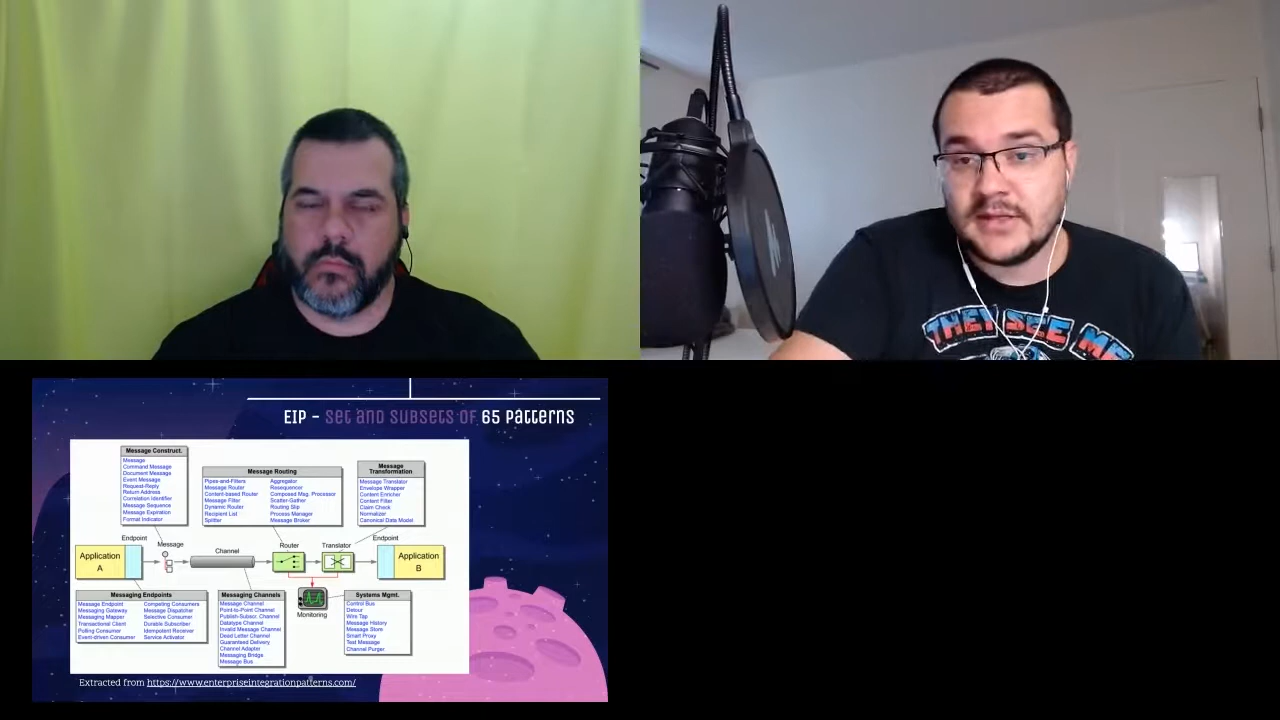 THEY SEE ME
EIP - Set and Subsets of 65 Patterns
Message Construct.
Message
Command Message
Document Message
Event Message
Request-Reply
Return Address
Correlation Identifier
Message Sequence
Message Expiration
Format Indicator
Message Routing
Pipes-and-Filters
Message Router
Content-based Router
Message Filter
Dynamic Router
Recipient List
Splitter
Aggregator
Resequencer
Composed Msg. Processor
Scatter-Gather
Routing Slip
Process Manager
Message Broker
Message
Transformation
Message Translator
Envelope Wrapper
Content Enricher
Content Filter
Claim Check
Normalizer
Canonical Data Model
Endpoint
Message
Channel
Router
Translator
Endpoint
Application
A
Application
B
Messaging Endpoints
Message Endpoint
Messaging Gateway
Messaging Mapper
Transactional Client
Polling Consumer
Event-driven Consumer
Competing Consumers
Message Dispatcher
Selective Consumer
Durable Subscriber
Idempotent Receiver
Service Activator
Messaging Channels
Message Channel
Point-to-Point Channel
Publish-Subscr. Channel
Datatype Channel
Invalid Message Channel
Dead Letter Channel
Guaranteed Delivery
Channel Adapter
Messaging Bridge
Message Bus
Monitoring
Systems Mgmt.
Control Bus
Detour
Wire Tap
Message History
Message Store
Smart Proxy
Test Message
Channel Purger
Extracted from https://www.enterpriseintegrationpatterns.com/